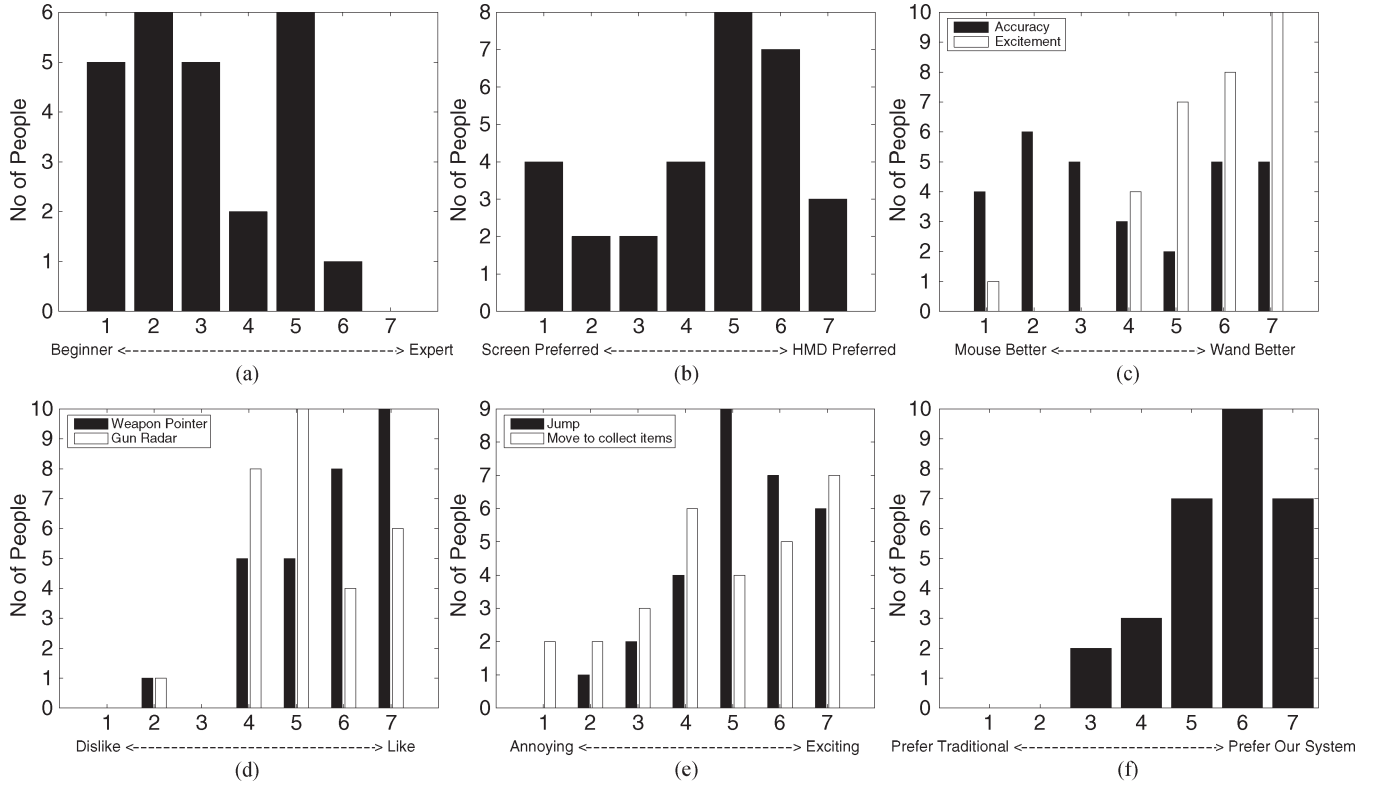 6
5
4
3
2
1
0
No of People
1 2 3 4 5 6 7
Beginner <--------------------------------------> Expert
(a)
8
7
6
5
4
3
2
1
0
No of People
1 2 3 4 5 6 7
Screen Preferred <------------------------> HMD Preferred
(b)
10
9
8
7
6
5
4
3
2
1
0
No of People
Accuracy
Excitement
1 2 3 4 5 6 7
Mouse Better <--------------------> Wand Better
(c)
10
9
8
7
6
5
4
3
2
1
0
No of People
Weapon Pointer
Gun Radar
1 2 3 4 5 6 7
Dislike <----------------------------------> Like
(d)
9
8
7
6
5
4
3
2
1
0
No of People
Jump
Move to collect items
1 2 3 4 5 6 7
Annoying <------------------------------> Exciting
(e)
10
9
8
7
6
5
4
3
2
1
0
No of People
1 2 3 4 5 6 7
Prefer Traditional <----------------------------> Prefer Our System
(f)